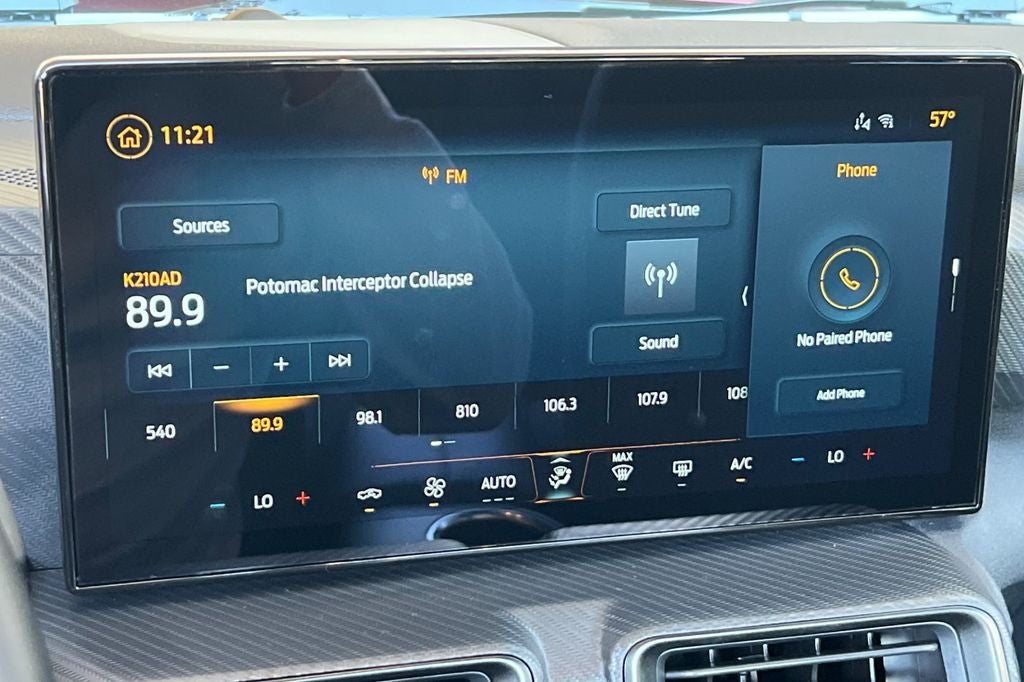 11:21
57°
FM
Phone
Sources
Direct Tune
K210AD
89.9
Potomac Interceptor Collapse
No Paired Phone
Sound
Add Phone
540
89.9
98.1
810
106.3
107.9
108
LO
AUTO
MAX
A/C
LO